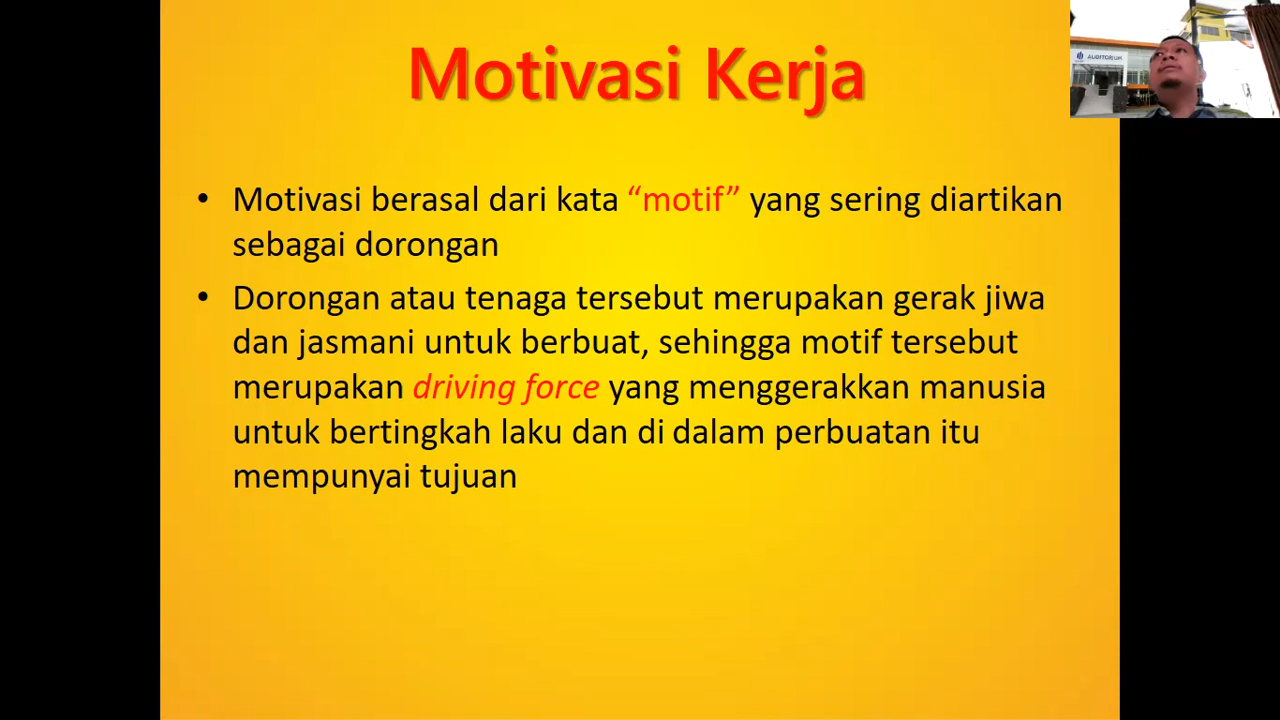 Motivasi Kerja
AUDITORIUM
• Motivasi berasal dari kata “motif” yang sering diartikan
sebagai dorongan
• Dorongan atau tenaga tersebut merupakan gerak jiwa
dan jasmani untuk berbuat, sehingga motif tersebut
merupakan driving force yang menggerakkan manusia
untuk bertingkah laku dan di dalam perbuatan itu
mempunyai tujuan